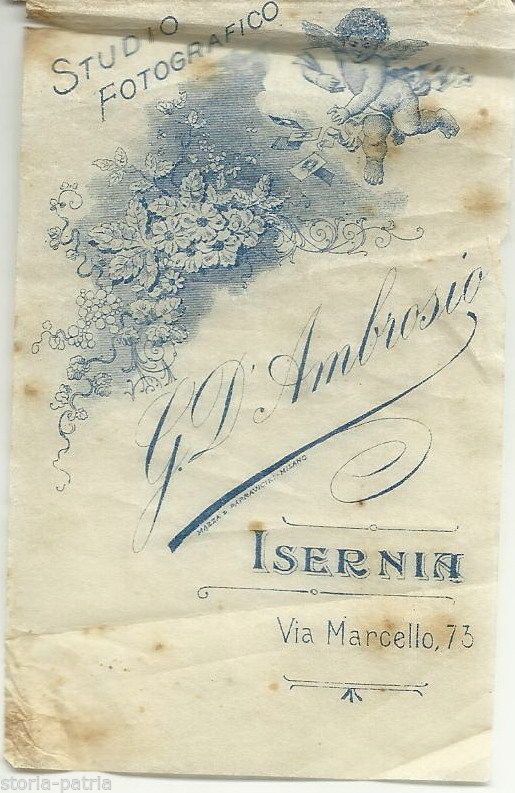 STUDIO
FOTOGRAFICO
G. D'Ambrosio
ISERNIA
Via Marcello, 73
storia-patria